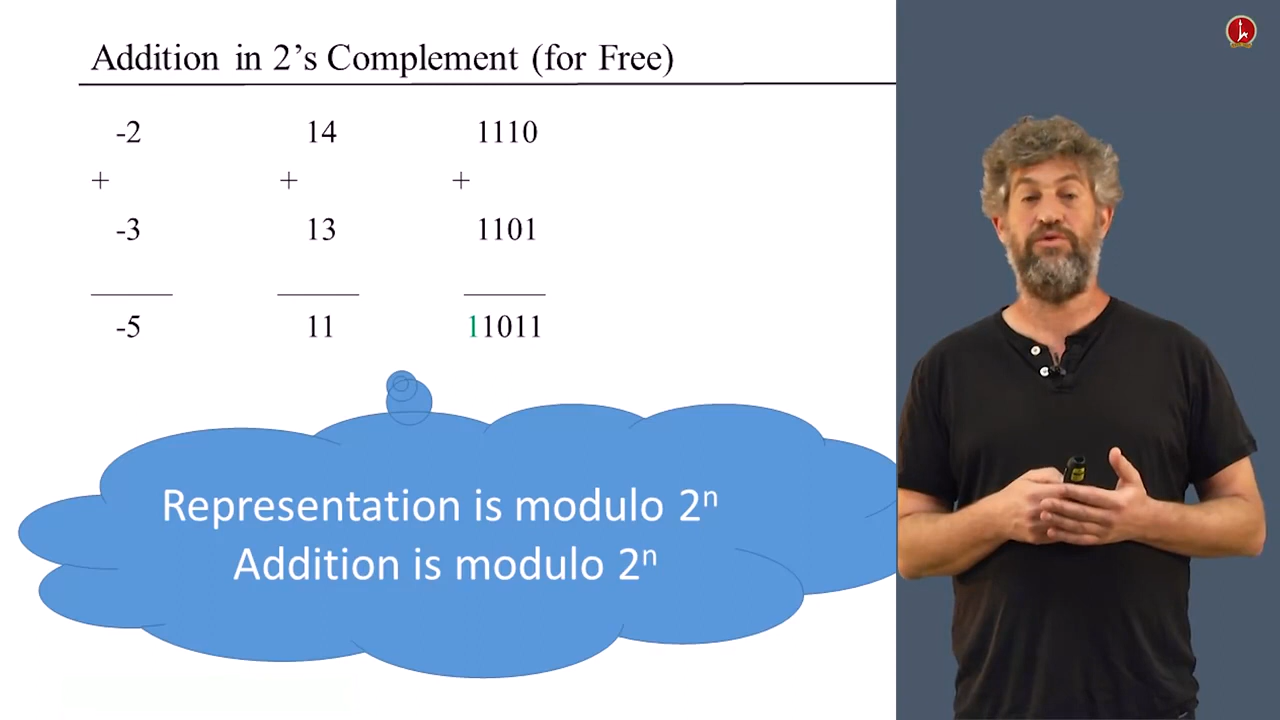 Addition in 2's Complement (for Free)
-2 14 1110
+ + +
-3 13 1101
-5 11 11011
Representation is modulo 2ⁿ
Addition is modulo 2ⁿ